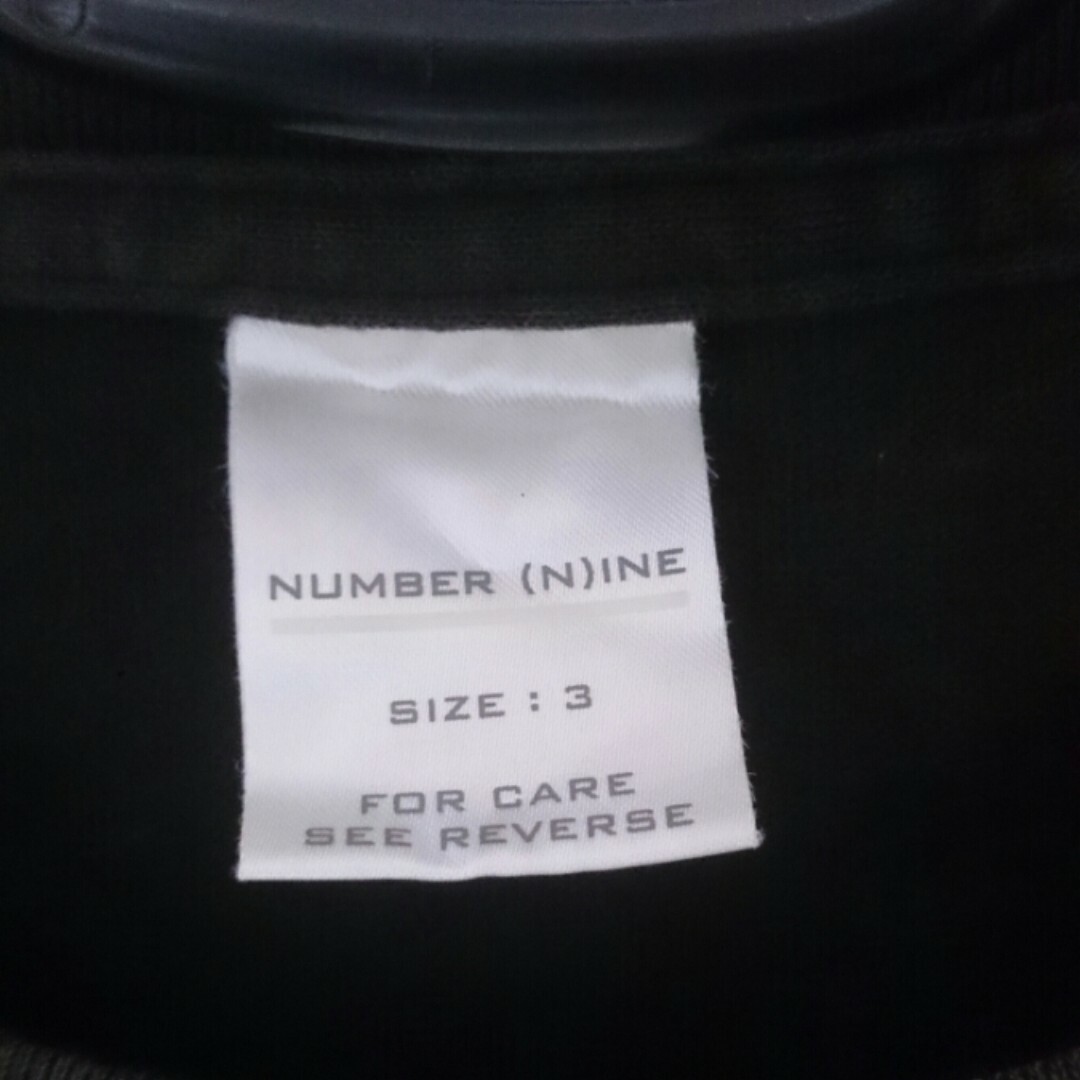 NUMBER (N)INE
SIZE : 3
FOR CARE
SEE REVERSE